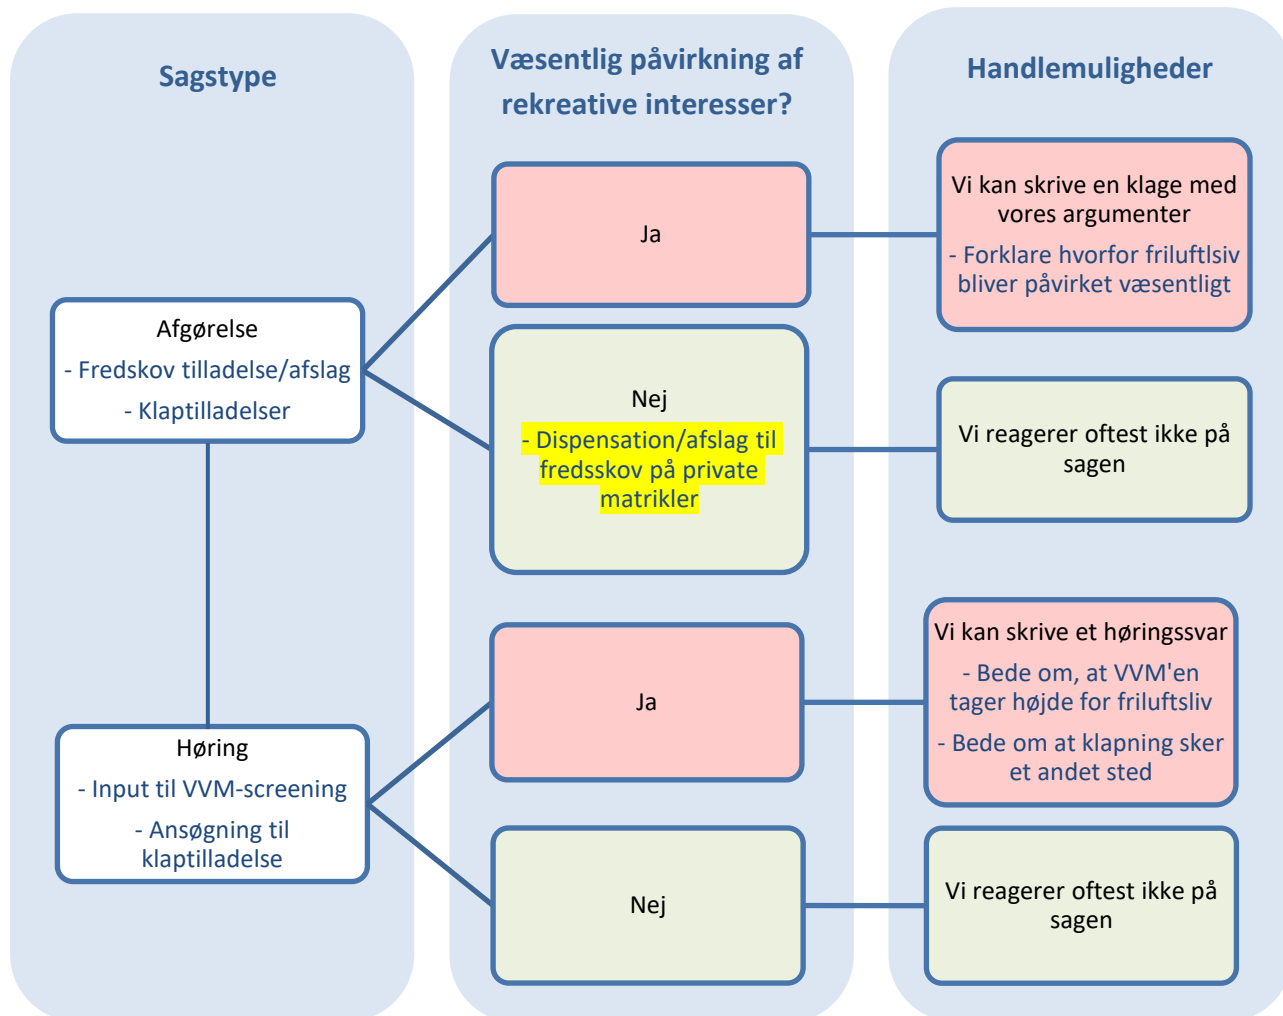 Sagstype
Væsentlig påvirkning af
rekreative interesser?
Handlemuligheder
Afgørelse
- Fredskov tilladelse/afslag
- Klaptilladelser
Ja
Vi kan skrive en klage med
vores argumenter
- Forklare hvorfor friluftlsiv
bliver påvirket væsentligt
Nej
- Dispensation/afslag til
fredsskov på private
matrikler
Vi reagerer oftest ikke på
sagen
Høring
- Input til VVM-screening
- Ansøgning til
klaptilladelse
Ja
Vi kan skrive et høringssvar
- Bede om, at VVM'en
tager højde for friluftsliv
- Bede om at klapning sker
et andet sted
Nej
Vi reagerer oftest ikke på
sagen